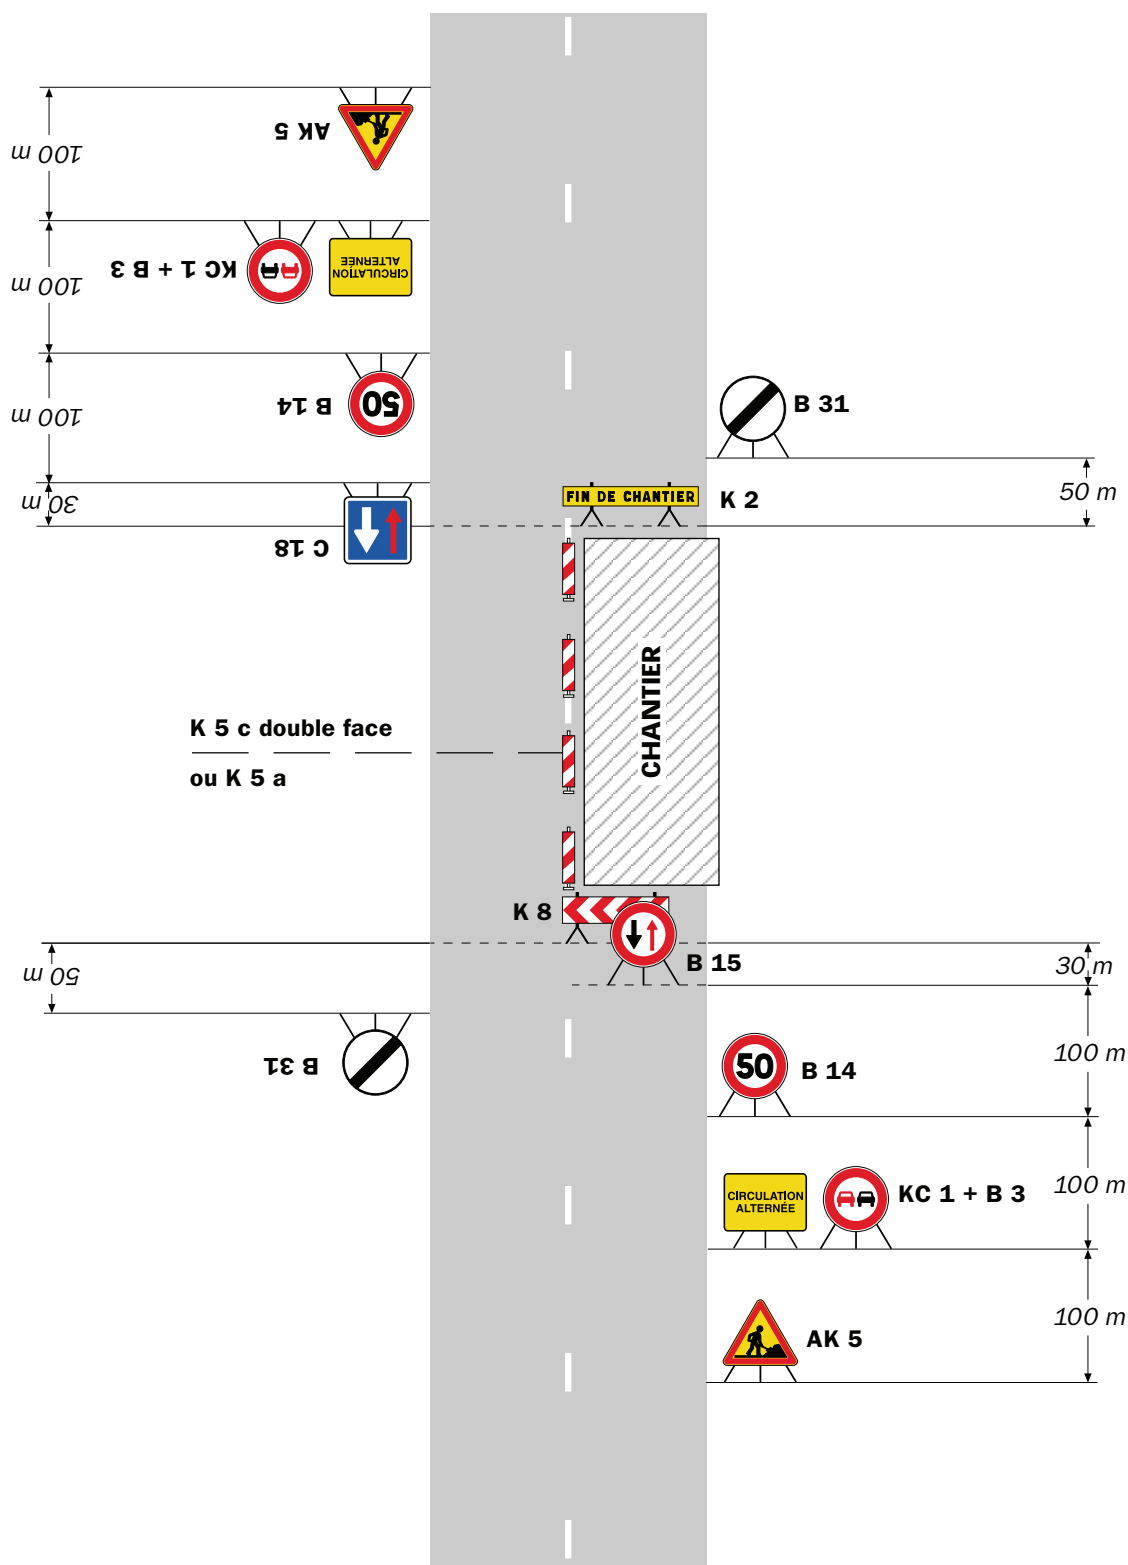 100 m
AK 5
100 m
KC 1 + B 3
CIRCULATION
ALTERNÉE
100 m
B 14
50
B 31
30 m
C 18
FIN DE CHANTIER
K 2
50 m
CHANTIER
K 5 c double face
ou K 5 a
K 8
B 15
50 m
30 m
B 31
50
B 14
100 m
CIRCULATION
ALTERNÉE
KC 1 + B 3
100 m
AK 5
100 m